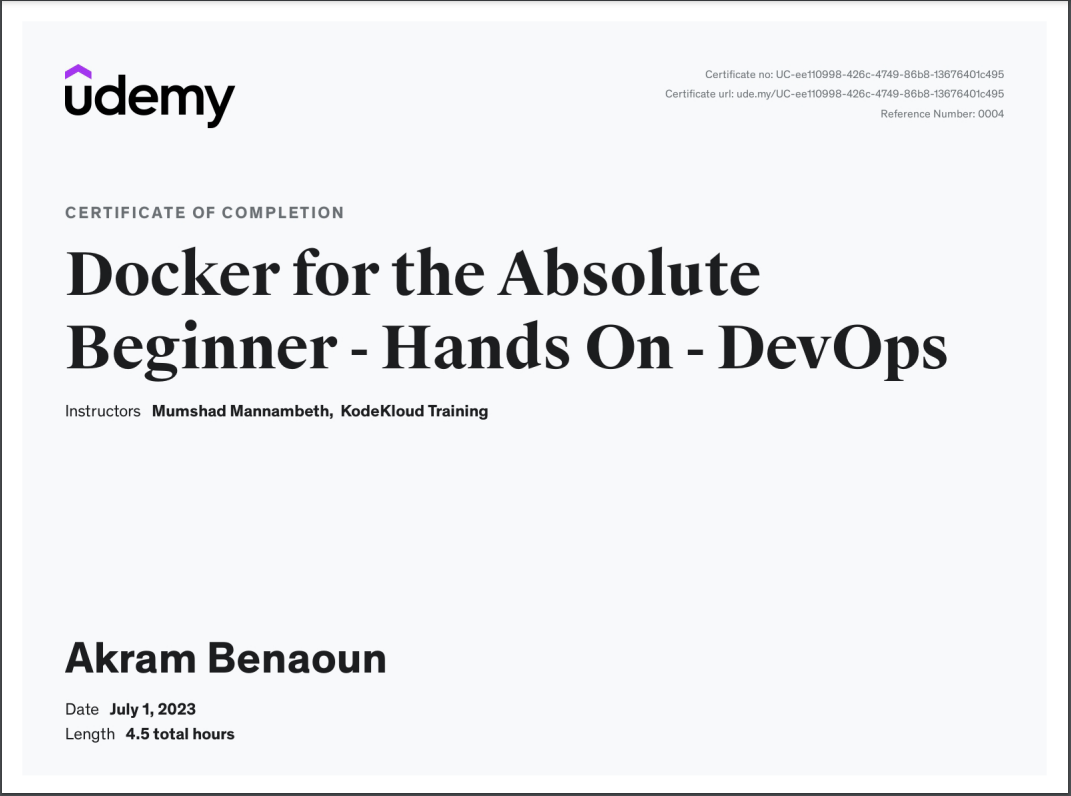 udemy
Certificate no: UC-ee110998-426c-4749-86b8-13676401c495
Certificate url: ude.my/UC-ee110998-426c-4749-86b8-13676401c495
Reference Number: 0004
CERTIFICATE OF COMPLETION
Docker for the Absolute
Beginner - Hands On - DevOps
Instructors Mumshad Mannambeth, KodeKloud Training
Akram Benaoun
Date July 1, 2023
Length 4.5 total hours